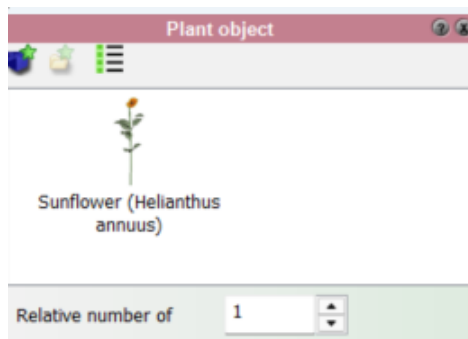 Plant object
Sunflower (Helianthus
annuus)
Relative number of
1